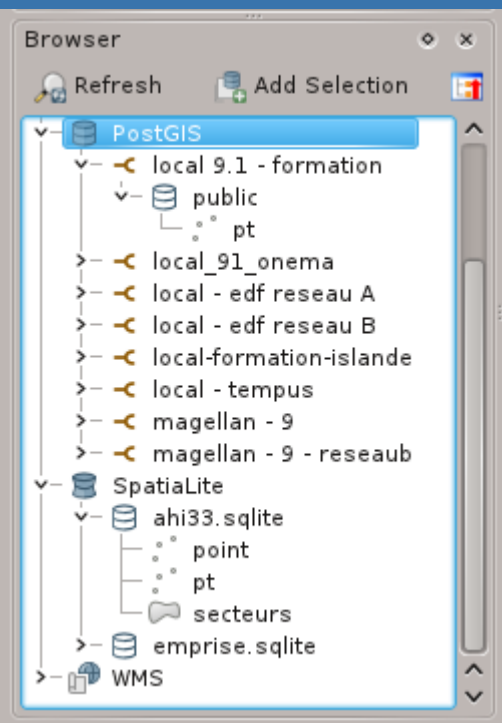 Browser
Refresh Add Selection
PostGIS
local 9.1 - formation
public
pt
local_91_onema
local - edf reseau A
local - edf reseau B
local-formation-islande
local - tempus
magellan - 9
magellan - 9 - reseaub
SpatiaLite
ahi33.sqlite
point
pt
secteurs
emprise.sqlite
WMS